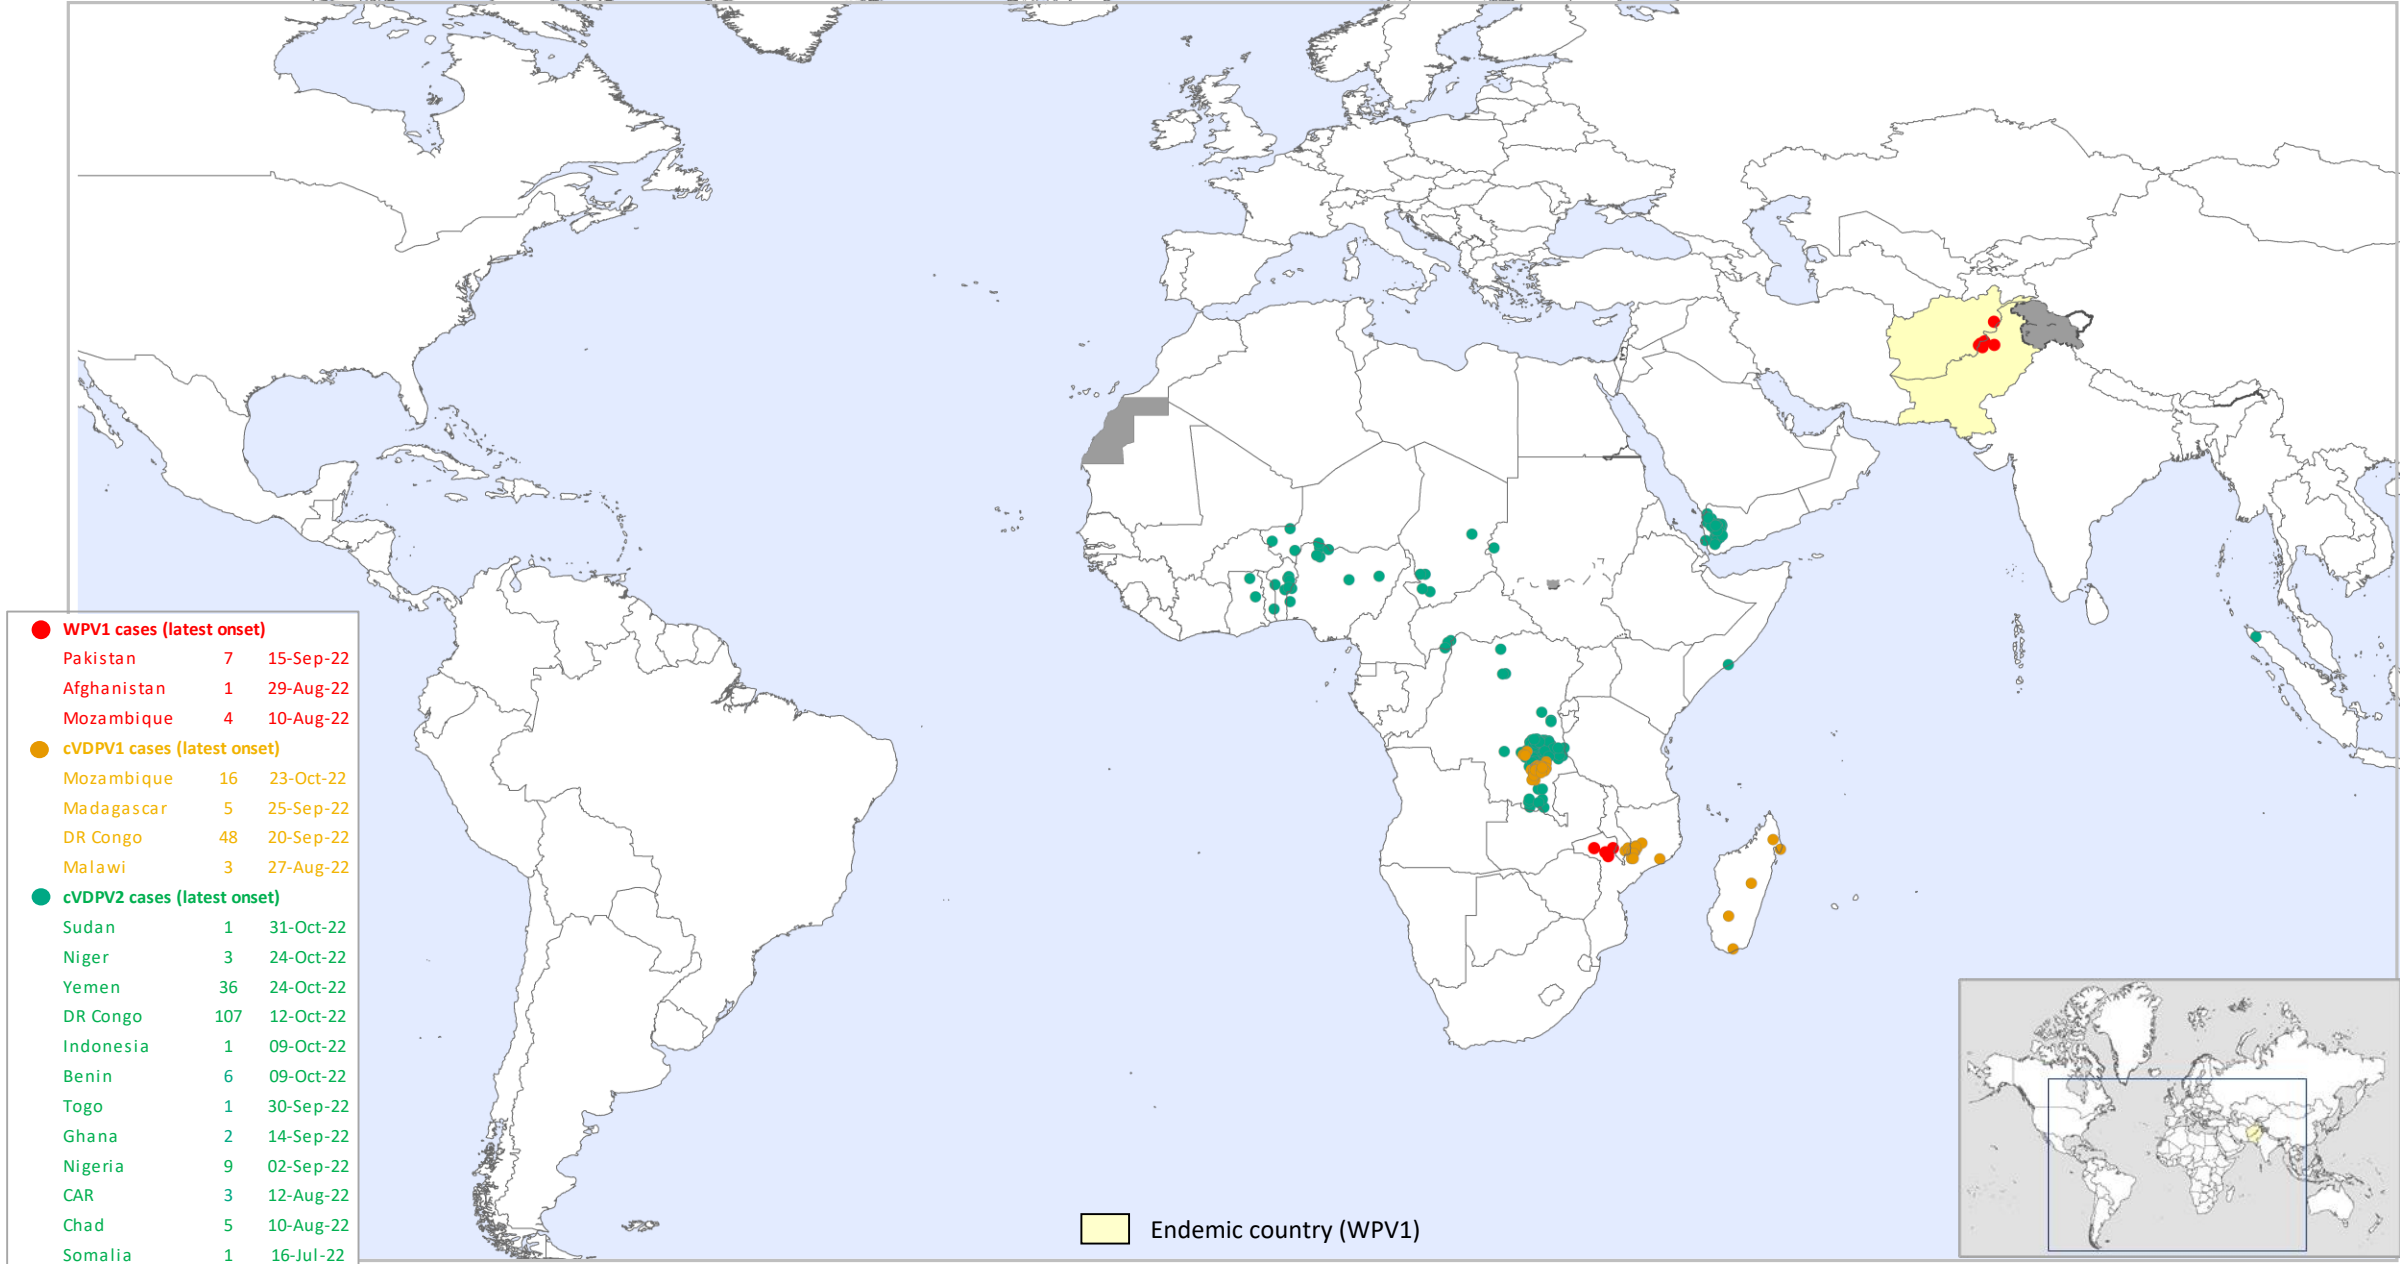 WPV1 cases (latest onset)
Pakistan 7 15-Sep-22
Afghanistan 1 29-Aug-22
Mozambique 4 10-Aug-22
cVDPV1 cases (latest onset)
Mozambique 16 23-Oct-22
Madagascar 5 25-Sep-22
DR Congo 48 20-Sep-22
Malawi 3 27-Aug-22
cVDPV2 cases (latest onset)
Sudan 1 31-Oct-22
Niger 3 24-Oct-22
Yemen 36 24-Oct-22
DR Congo 107 12-Oct-22
Indonesia 1 09-Oct-22
Benin 6 09-Oct-22
Togo 1 30-Sep-22
Ghana 2 14-Sep-22
Nigeria 9 02-Sep-22
CAR 3 12-Aug-22
Chad 5 10-Aug-22
Somalia 1 16-Jul-22
Endemic country (WPV1)